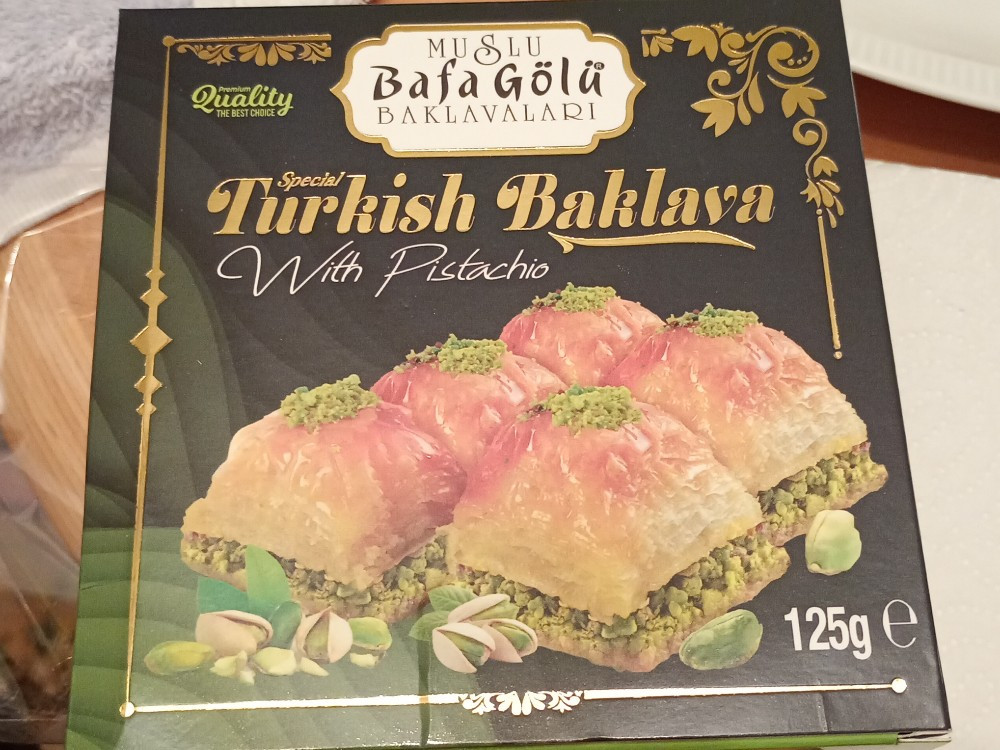 MUSLU
Bafa Gölü®
BAKLAVALARI
Premium
Quality
THE BEST CHOICE
Special
Turkish Baklava
With Pistachio
125g ℮